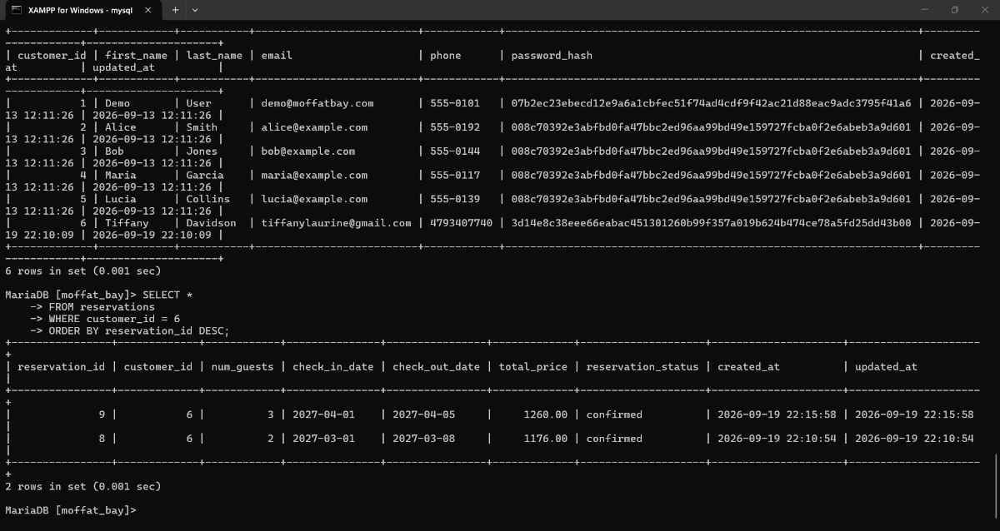 XAMPP for Windows - mysql
+-------------+------------+-----------+--------------------------+------------+------------------------------------------------------------------+---------
------------+---------------------+
| customer_id | first_name | last_name | email                    | phone      | password_hash                                                    | created_
at          | updated_at          |
+-------------+------------+-----------+--------------------------+------------+------------------------------------------------------------------+---------
------------+---------------------+
|           1 | Demo       | User      | demo@moffatbay.com       | 555-0101   | 07b2ec23ebecd12e9a6a1cbfec51f74ad4cdf9f42ac21d88eac9adc3795f41a6 | 2026-09-
13 12:11:26 | 2026-09-13 12:11:26 |
|           2 | Alice      | Smith     | alice@example.com        | 555-0192   | 008c70392e3abfbd0fa47bbc2ed96aa99bd49e159727fcba0f2e6abeb3a9d601 | 2026-09-
13 12:11:26 | 2026-09-13 12:11:26 |
|           3 | Bob        | Jones     | bob@example.com          | 555-0144   | 008c70392e3abfbd0fa47bbc2ed96aa99bd49e159727fcba0f2e6abeb3a9d601 | 2026-09-
13 12:11:26 | 2026-09-13 12:11:26 |
|           4 | Maria      | Garcia    | maria@example.com        | 555-0117   | 008c70392e3abfbd0fa47bbc2ed96aa99bd49e159727fcba0f2e6abeb3a9d601 | 2026-09-
13 12:11:26 | 2026-09-13 12:11:26 |
|           5 | Lucia      | Collins   | lucia@example.com        | 555-0139   | 008c70392e3abfbd0fa47bbc2ed96aa99bd49e159727fcba0f2e6abeb3a9d601 | 2026-09-
13 12:11:26 | 2026-09-13 12:11:26 |
|           6 | Tiffany    | Davidson  | tiffanylaurine@gmail.com | 4793407740 | 3d14e8c38eee66eabac451301260b99f357a019b624b474ce78a5fd25dd43b00 | 2026-09-
19 22:10:09 | 2026-09-19 22:10:09 |
+-------------+------------+-----------+--------------------------+------------+------------------------------------------------------------------+---------
------------+---------------------+
6 rows in set (0.001 sec)
MariaDB [moffat_bay]> SELECT *
    -> FROM reservations
    -> WHERE customer_id = 6
    -> ORDER BY reservation_id DESC;
+----------------+-------------+------------+---------------+----------------+-------------+--------------------+---------------------+---------------------
+
| reservation_id | customer_id | num_guests | check_in_date | check_out_date | total_price | reservation_status | created_at          | updated_at
|
+----------------+-------------+------------+---------------+----------------+-------------+--------------------+---------------------+---------------------
+
|              9 |           6 |          3 | 2027-04-01    | 2027-04-05     |     1260.00 | confirmed          | 2026-09-19 22:15:58 | 2026-09-19 22:15:58
|
|              8 |           6 |          2 | 2027-03-01    | 2027-03-08     |     1176.00 | confirmed          | 2026-09-19 22:10:54 | 2026-09-19 22:10:54
|
+----------------+-------------+------------+---------------+----------------+-------------+--------------------+---------------------+---------------------
+
2 rows in set (0.001 sec)
MariaDB [moffat_bay]>